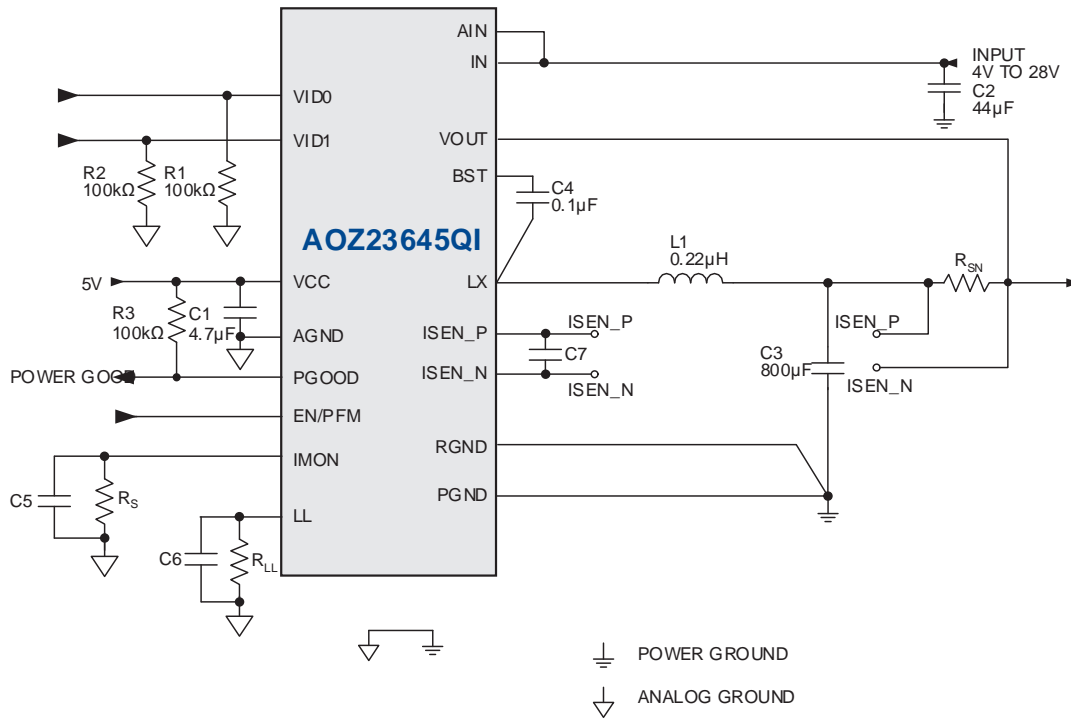 AIN
IN
INPUT
4V TO 28V
C2
44µF
VID0
VID1
VOUT
R2
100kΩ
R1
100kΩ
BST
C4
0.1µF
AOZ23645QI
L1
0.22µH
5V
VCC
LX
RSN
R3
100kΩ
C1
4.7µF
AGND
ISEN_P
ISEN_P
ISEN_P
C7
C3
800µF
POWER GOOD
PGOOD
ISEN_N
ISEN_N
ISEN_N
EN/PFM
IMON
RGND
C5
RS
PGND
LL
C6
RLL
POWER GROUND
ANALOG GROUND